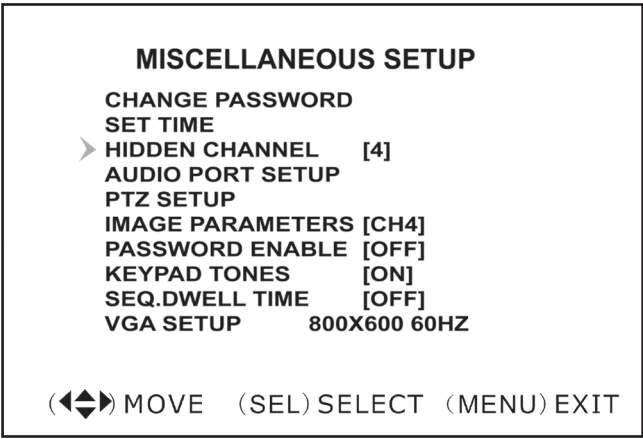 MISCELLANEOUS SETUP
CHANGE PASSWORD
SET TIME
HIDDEN CHANNEL [4]
AUDIO PORT SETUP
PTZ SETUP
IMAGE PARAMETERS [CH4]
PASSWORD ENABLE [OFF]
KEYPAD TONES [ON]
SEQ.DWELL TIME [OFF]
VGA SETUP 800X600 60HZ
() MOVE (SEL) SELECT (MENU) EXIT